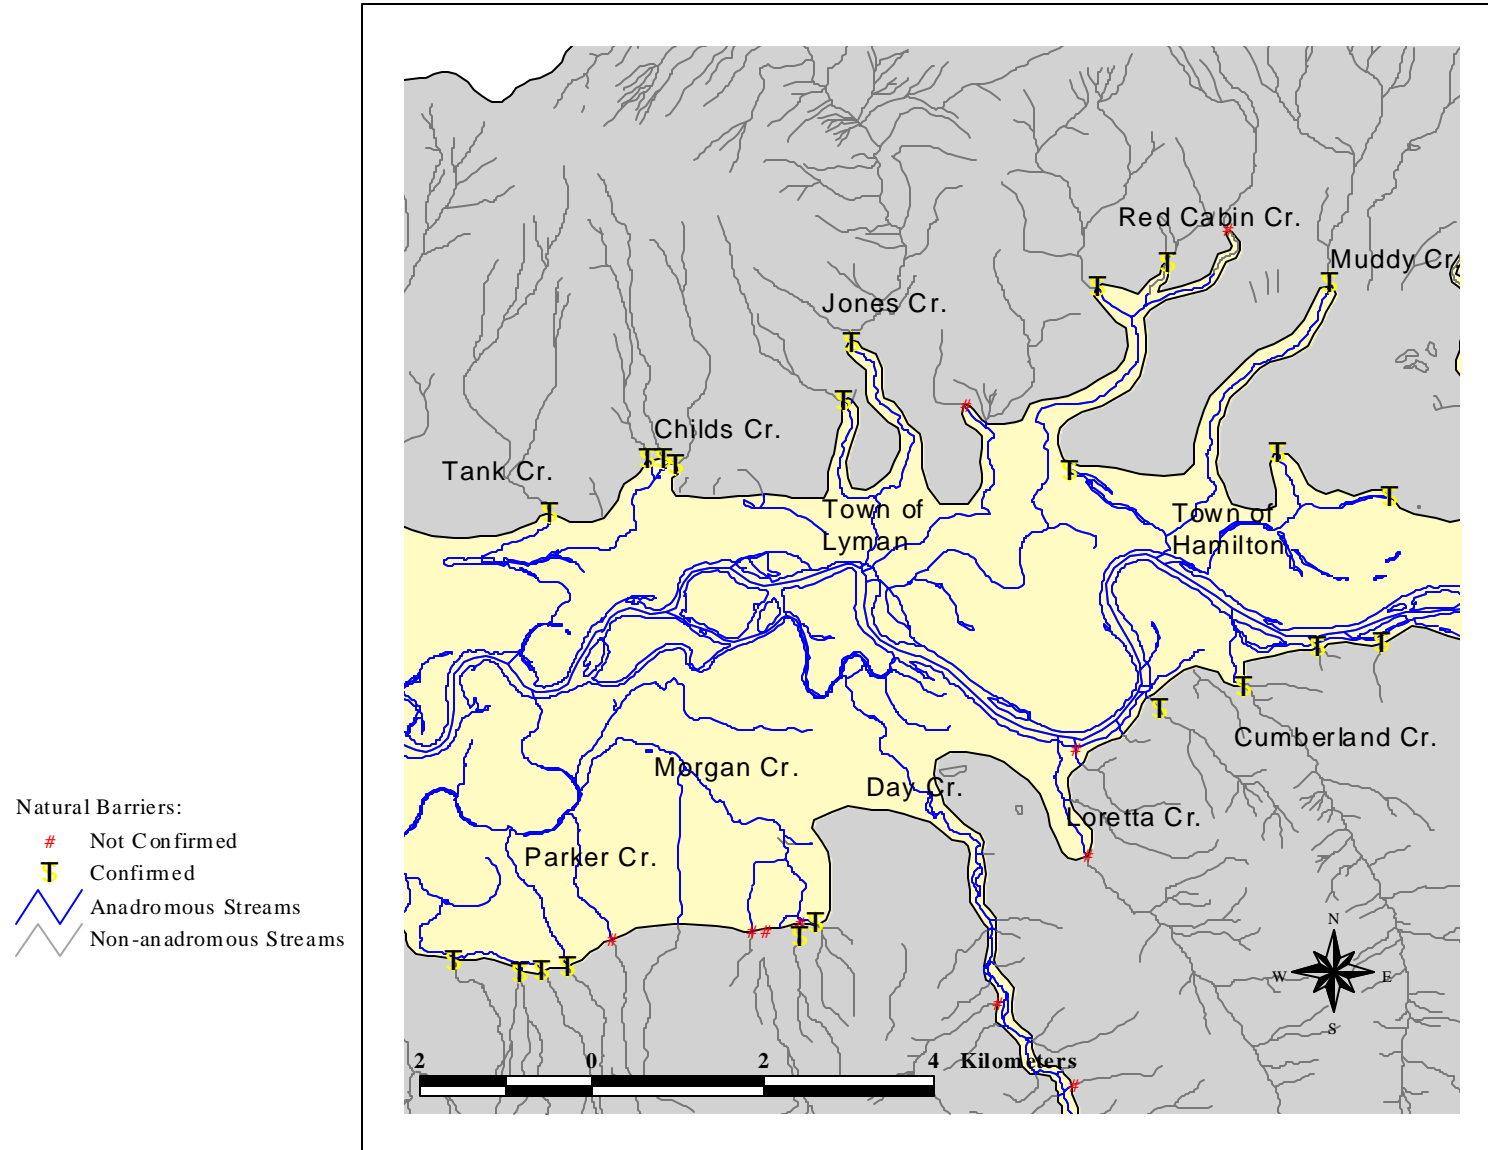 Red Cabin Cr.
Muddy Cr
Jones Cr.
Childs Cr.
Tank Cr.
Town of
Lyman
Town of
Hamilton
Cumberland Cr.
Morgan Cr.
Day Cr.
Loretta Cr.
Parker Cr.
Natural Barriers:
# Not Confirmed
T Confirmed
Anadromous Streams
Non-anadromous Streams
N
W E
S
2 0 2 4 Kilometers